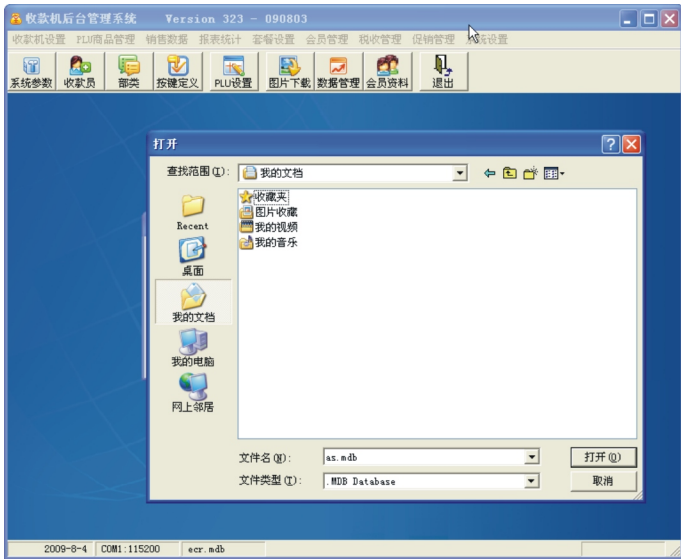 收款机后台管理系统 Version 323 - 090803
收款机设置 PLU商品管理 销售数据 报表统计 套餐设置 会员管理 税收管理 促销管理 系统设置
系统参数 收款员 部类 按键定义 PLU设置 图片下载 数据管理 会员资料 退出
打开
查找范围(I): 我的文档
收藏夹
图片收藏
我的视频
我的音乐
Recent
桌面
我的文档
我的电脑
网上邻居
文件名(N): as.mdb 打开(O)
文件类型(T): .MDB Database 取消
2009-8-4 COM1:115200 ecr.mdb